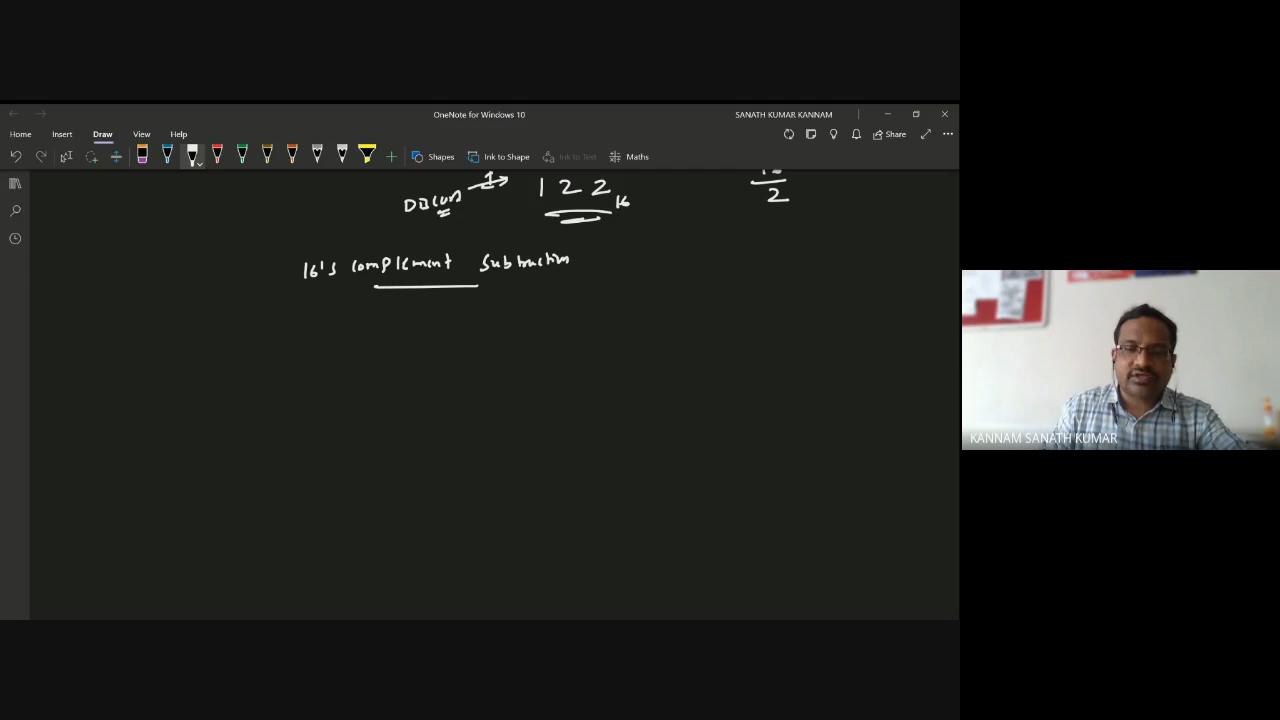 OneNote for Windows 10
SANATH KUMAR KANNAM
Home Insert Draw View Help
Share
Shapes Ink to Shape Ink to Text Maths
1
1 2 2 16
2
16's complement subtraction
KANNAM SANATH KUMAR